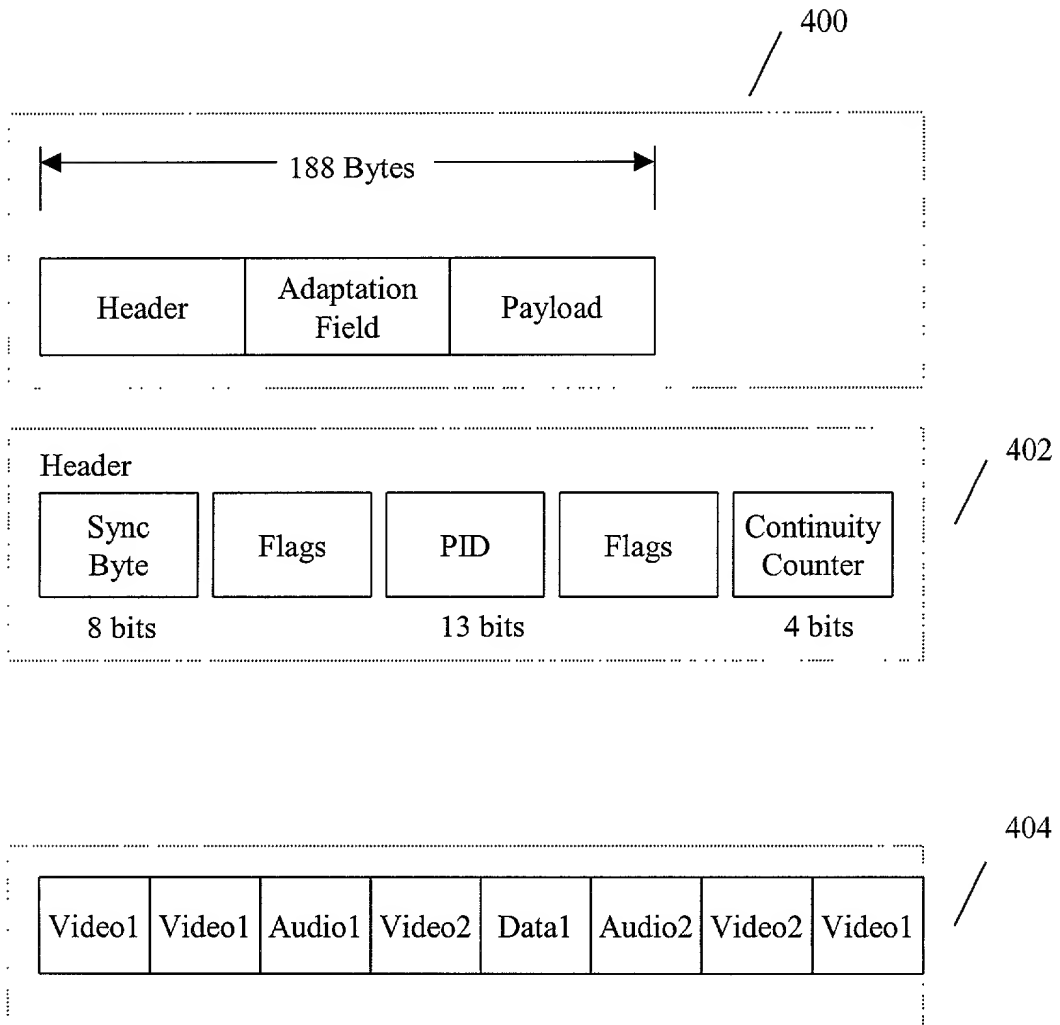 400
188 Bytes
Header
Adaptation
Field
Payload
402
Header
Sync
Byte
Flags
PID
Flags
Continuity
Counter
8 bits
13 bits
4 bits
404
Video1
Video1
Audio1
Video2
Data1
Audio2
Video2
Video1